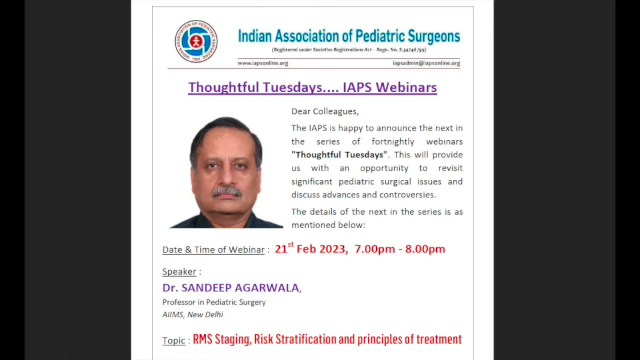 Indian Association of Pediatric Surgeons
(Registered under Societies Registrations Act - Regn. No. S.34748/99)
www.iapsonline.org iapsadmin@iapsonline.org
Thoughtful Tuesdays.... IAPS Webinars
Dear Colleagues,
The IAPS is happy to announce the next in
the series of fortnightly webinars
"Thoughtful Tuesdays". This will provide
us with an opportunity to revisit
significant pediatric surgical issues and
discuss advances and controversies.
The details of the next in the series is as
mentioned below:
Date & Time of Webinar : 21st Feb 2023, 7.00pm - 8.00pm
Speaker :
Dr. SANDEEP AGARWALA,
Professor in Pediatric Surgery
AIIMS, New Delhi
Topic : RMS Staging, Risk Stratification and principles of treatment